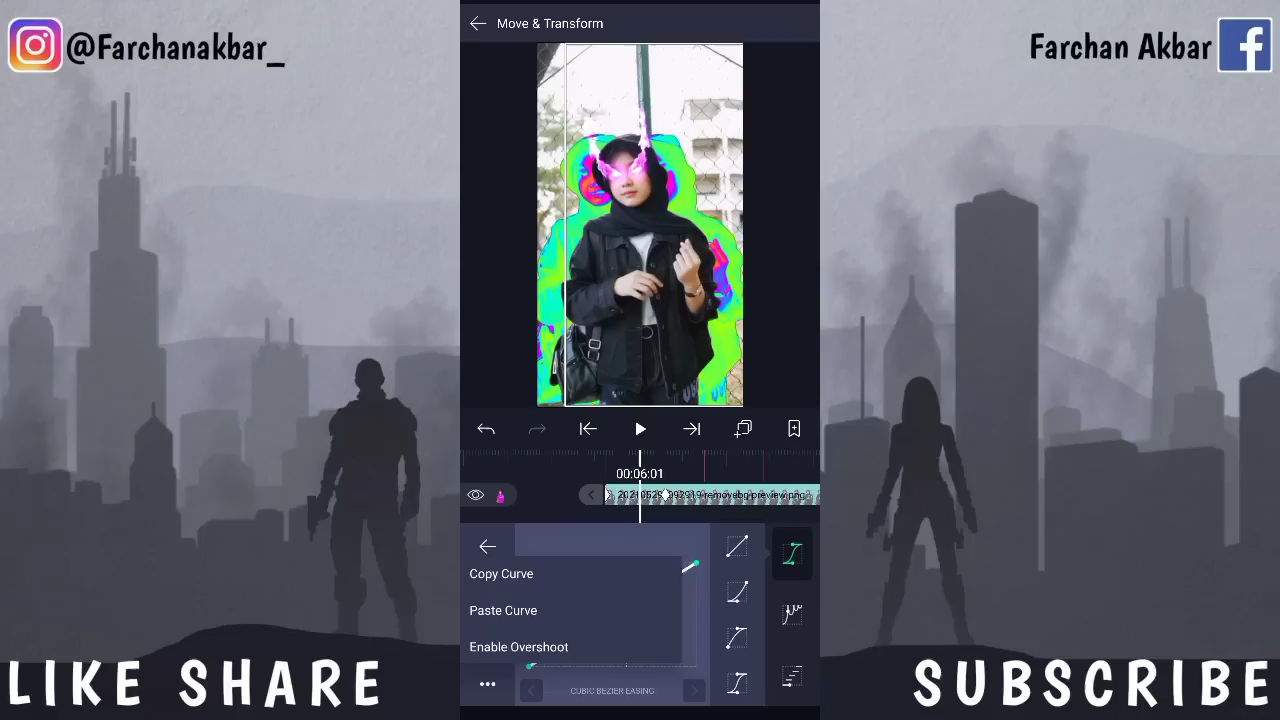 @Farchanakbar_
Farchan Akbar
Move & Transform
00:06:01
Copy Curve
Paste Curve
Enable Overshoot
CUBIC BEZIER EASING
LIKE SHARE
SUBSCRIBE